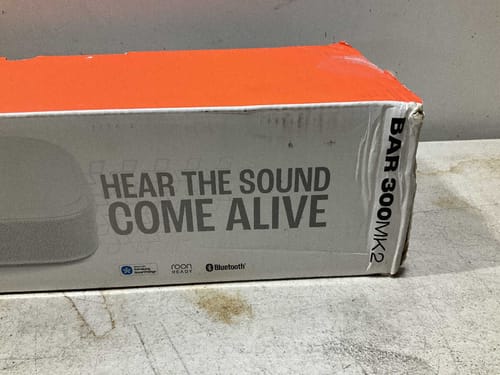 HEAR THE SOUND
COME ALIVE
roon
READY
Bluetooth®
BAR 300MK2